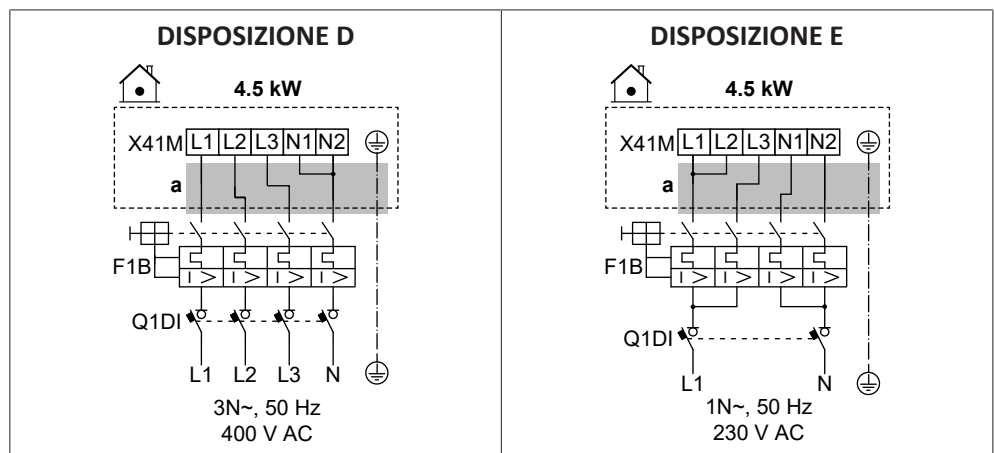 DISPOSIZIONE D
4.5 kW
X41M L1 L2 L3 N1 N2
a
F1B
I > I > I > I >
Q1DI
L1 L2 L3 N
3N~, 50 Hz
400 V AC
DISPOSIZIONE E
4.5 kW
X41M L1 L2 L3 N1 N2
a
F1B
I > I > I > I >
Q1DI
L1 N
1N~, 50 Hz
230 V AC